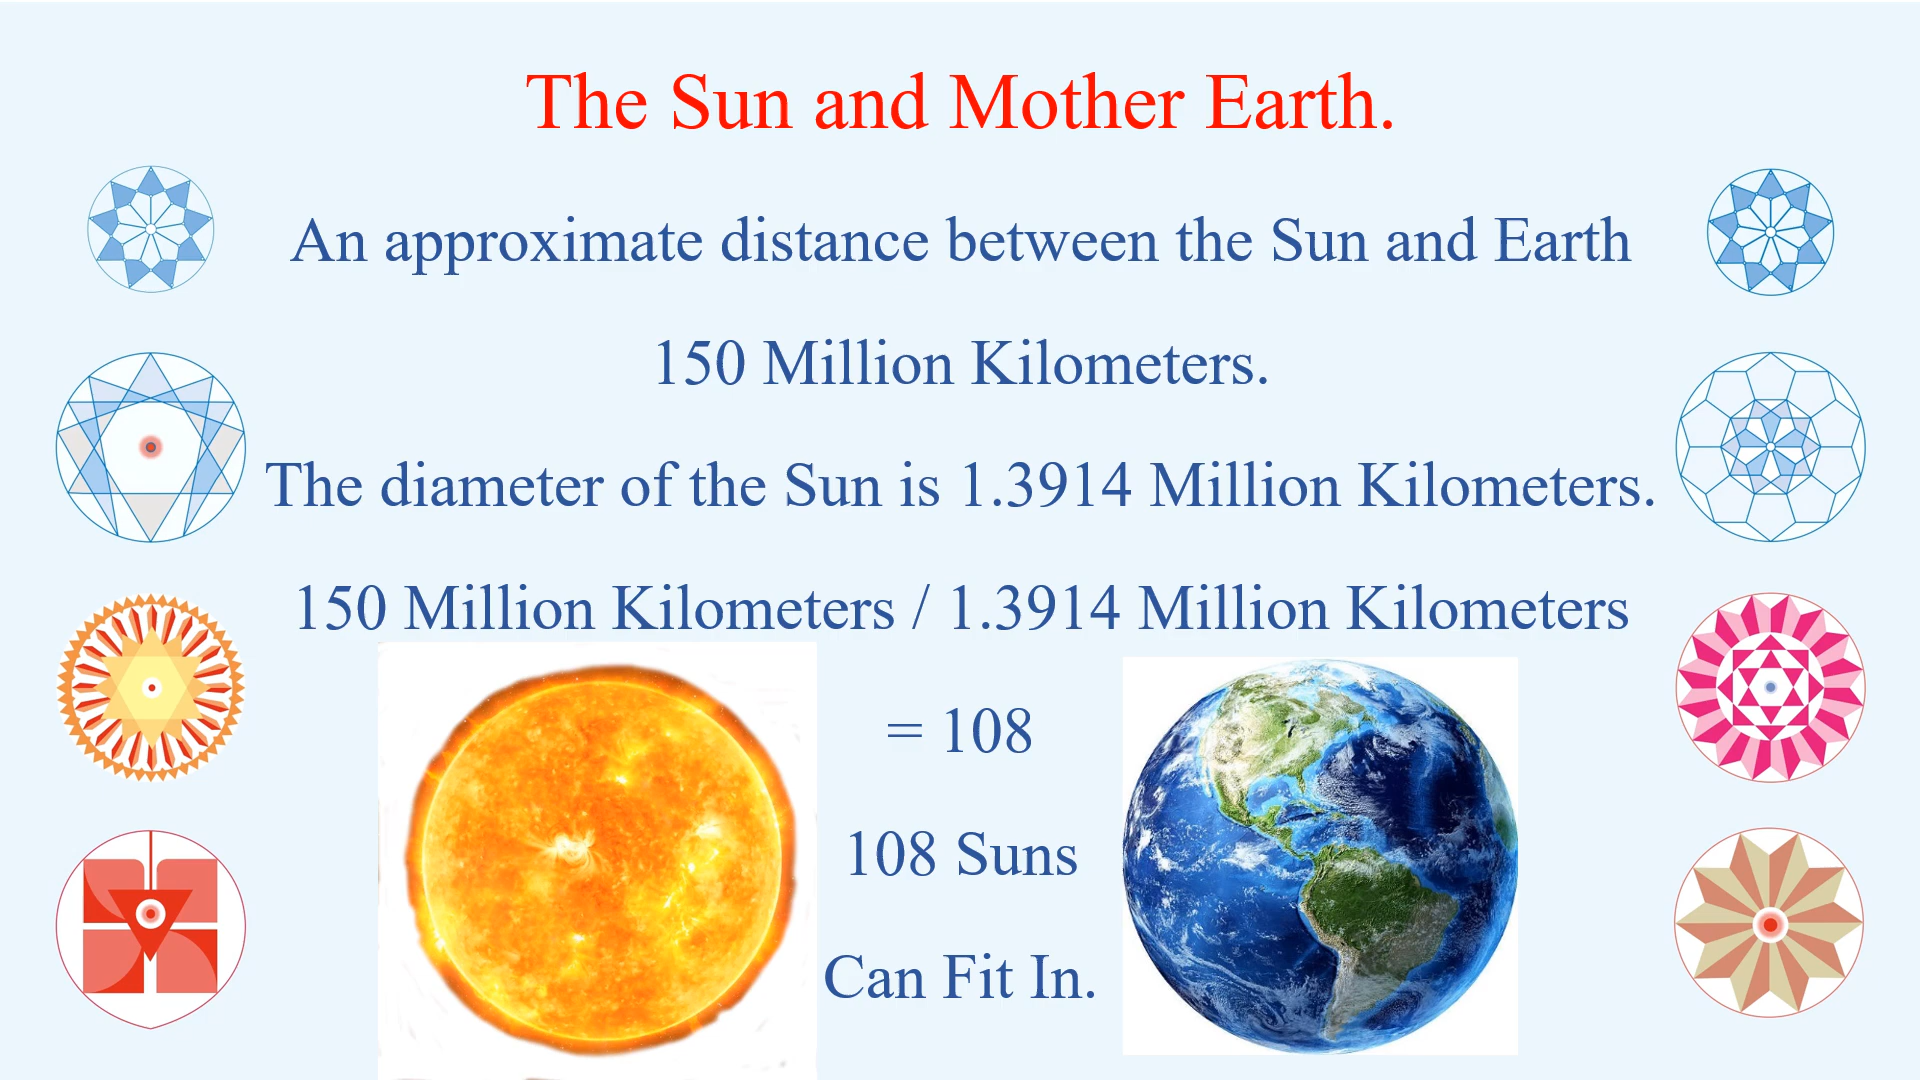 The Sun and Mother Earth.
An approximate distance between the Sun and Earth
150 Million Kilometers.
The diameter of the Sun is 1.3914 Million Kilometers.
150 Million Kilometers / 1.3914 Million Kilometers
= 108
108 Suns
Can Fit In.